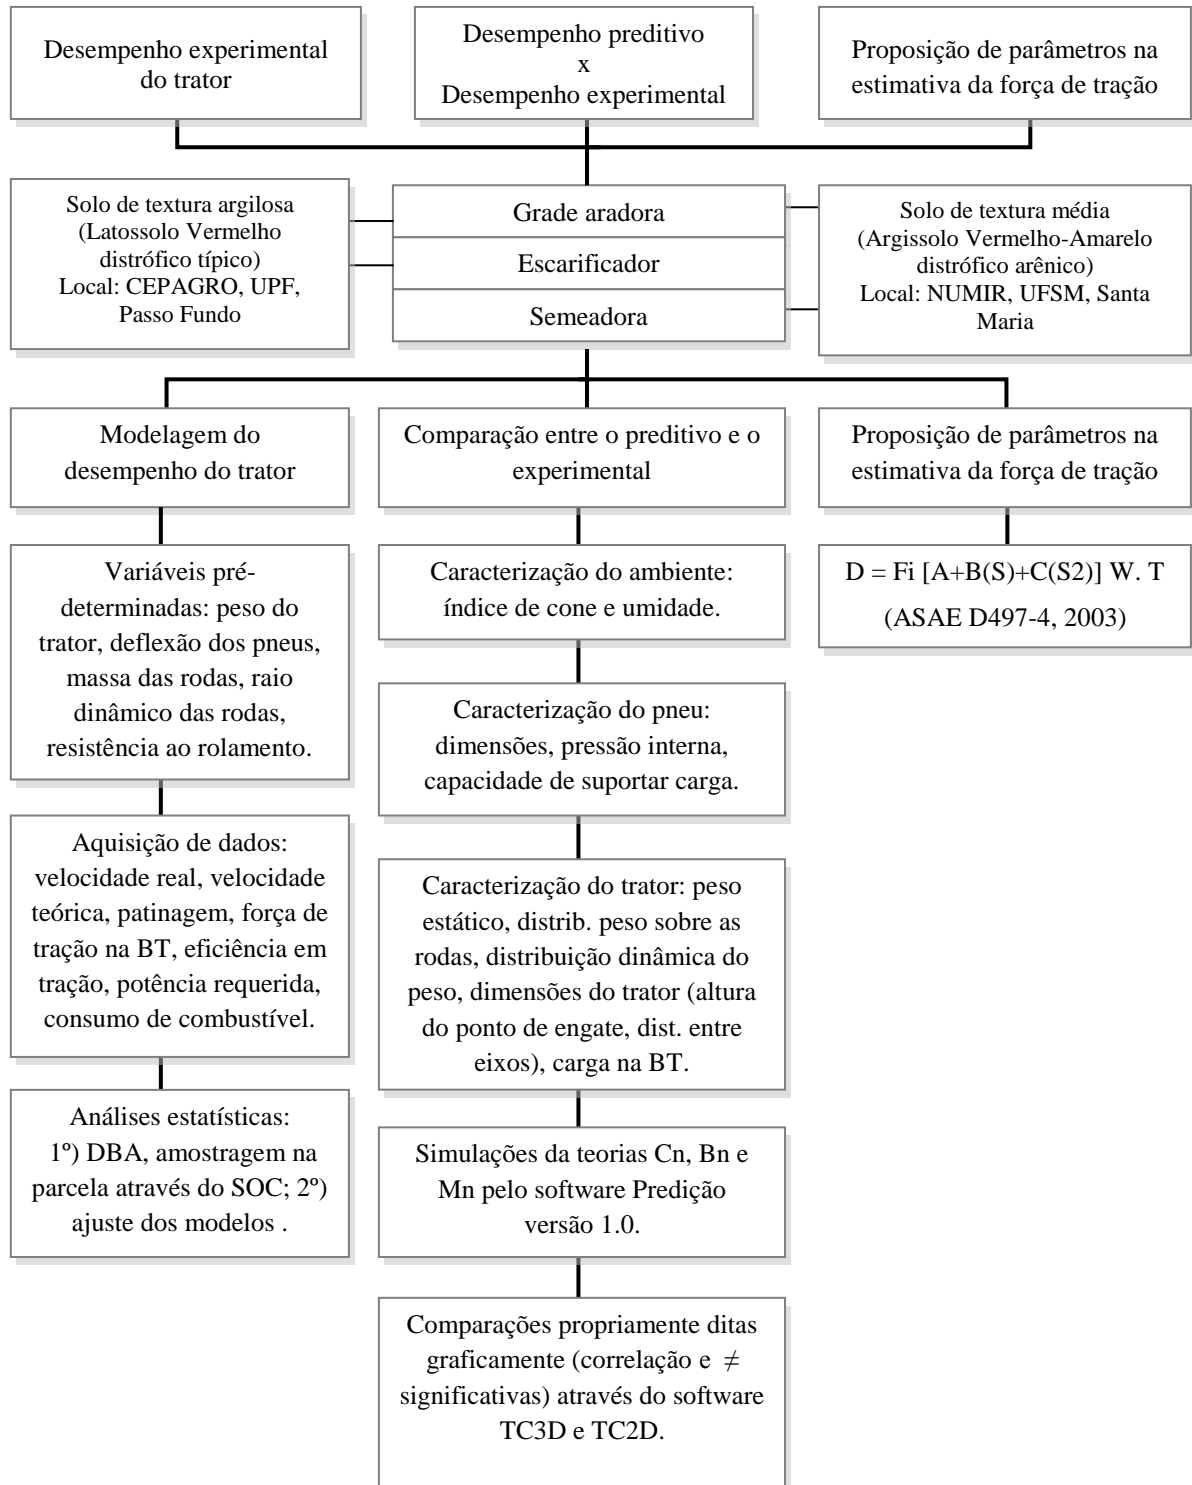 Desempenho experimental
do trator
Desempenho preditivo
x
Desempenho experimental
Proposição de parâmetros na
estimativa da força de tração
Solo de textura argilosa
(Latossolo Vermelho
distrófico típico)
Local: CEPAGRO, UPF,
Passo Fundo
Grade aradora
Escarificador
Semeadora
Solo de textura média
(Argissolo Vermelho-Amarelo
distrófico arênico)
Local: NUMIR, UFSM, Santa
Maria
Modelagem do
desempenho do trator
Comparação entre o preditivo e o
experimental
Proposição de parâmetros na
estimativa da força de tração
Variáveis pré-
determinadas: peso do
trator, deflexão dos pneus,
massa das rodas, raio
dinâmico das rodas,
resistência ao rolamento.
Aquisição de dados:
velocidade real, velocidade
teórica, patinagem, força de
tração na BT, eficiência em
tração, potência requerida,
consumo de combustível.
Análises estatísticas:
1º) DBA, amostragem na
parcela através do SOC; 2º)
ajuste dos modelos .
Caracterização do ambiente:
índice de cone e umidade.
Caracterização do pneu:
dimensões, pressão interna,
capacidade de suportar carga.
Caracterização do trator: peso
estático, distrib. peso sobre as
rodas, distribuição dinâmica do
peso, dimensões do trator (altura
do ponto de engate, dist. entre
eixos), carga na BT.
Simulações da teorias Cn, Bn e
Mn pelo software Predição
versão 1.0.
Comparações propriamente ditas
graficamente (correlação e ≠
significativas) através do software
TC3D e TC2D.
D = Fi [A+B(S)+C(S2)] W. T
(ASAE D497-4, 2003)